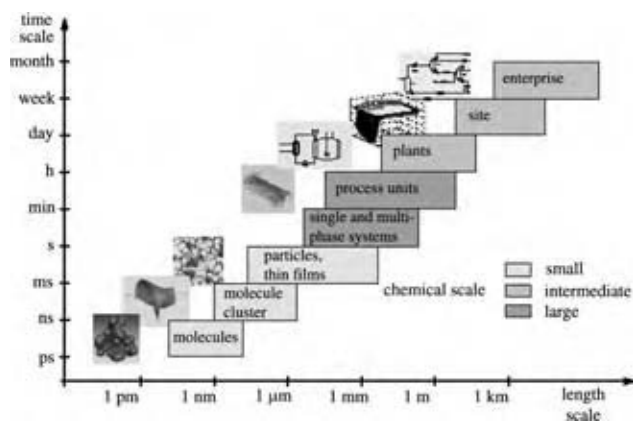 time
scale
month
week
day
h
min
s
ms
ns
ps
enterprise
site
plants
process units
single and multi-
phase systems
particles,
thin films
molecule
cluster
molecules
chemical scale
small
intermediate
large
1 pm
1 nm
1 μm
1 mm
1 m
1 km
length
scale